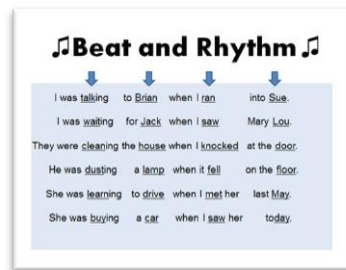 ♫Beat and Rhythm♫
I was talking to Brian when I ran into Sue.
I was waiting for Jack when I saw Mary Lou.
They were cleaning the house when I knocked at the door.
He was dusting a lamp when it fell on the floor.
She was learning to drive when I met her last May.
She was buying a car when I saw her today.